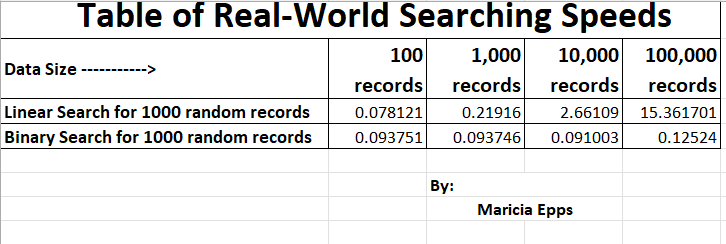 Table of Real-World Searching Speeds
Data Size -----------> 100 records 1,000 records 10,000 records 100,000 records
Linear Search for 1000 random records 0.078121 0.21916 2.66109 15.361701
Binary Search for 1000 random records 0.093751 0.093746 0.091003 0.12524
By:
Maricia Epps